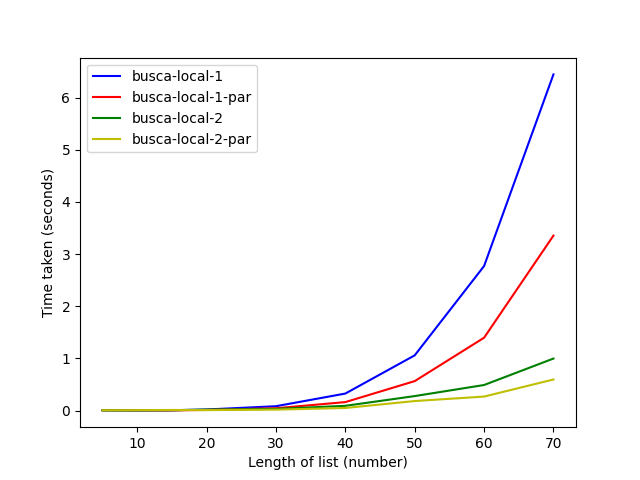 busca-local-1
busca-local-1-par
busca-local-2
busca-local-2-par
Time taken (seconds)
6
5
4
3
2
1
0
10 20 30 40 50 60 70
Length of list (number)